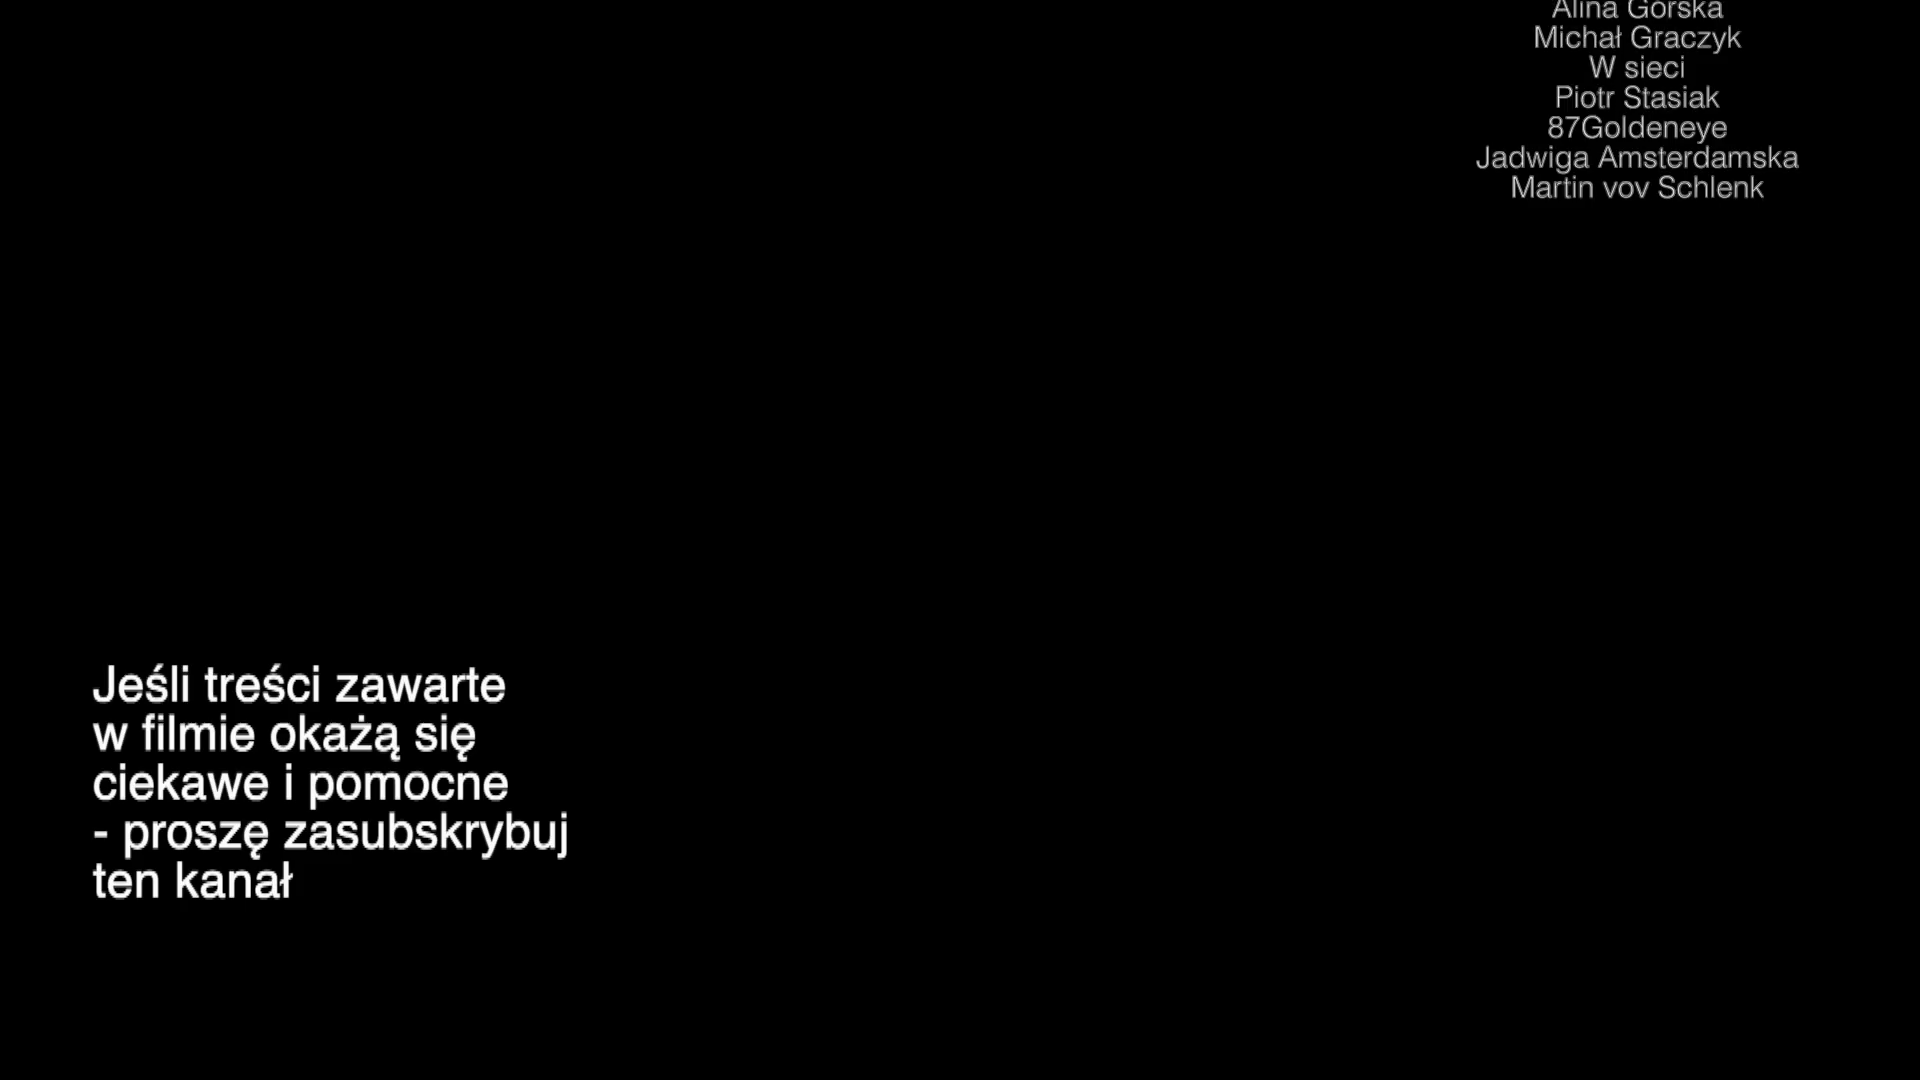 Alina Górska
Michał Graczyk
W sieci
Piotr Stasiak
87Goldeneye
Jadwiga Amsterdamska
Martin vov Schlenk
Jeśli treści zawarte
w filmie okażą się
ciekawe i pomocne
- proszę zasubskrybuj
ten kanał